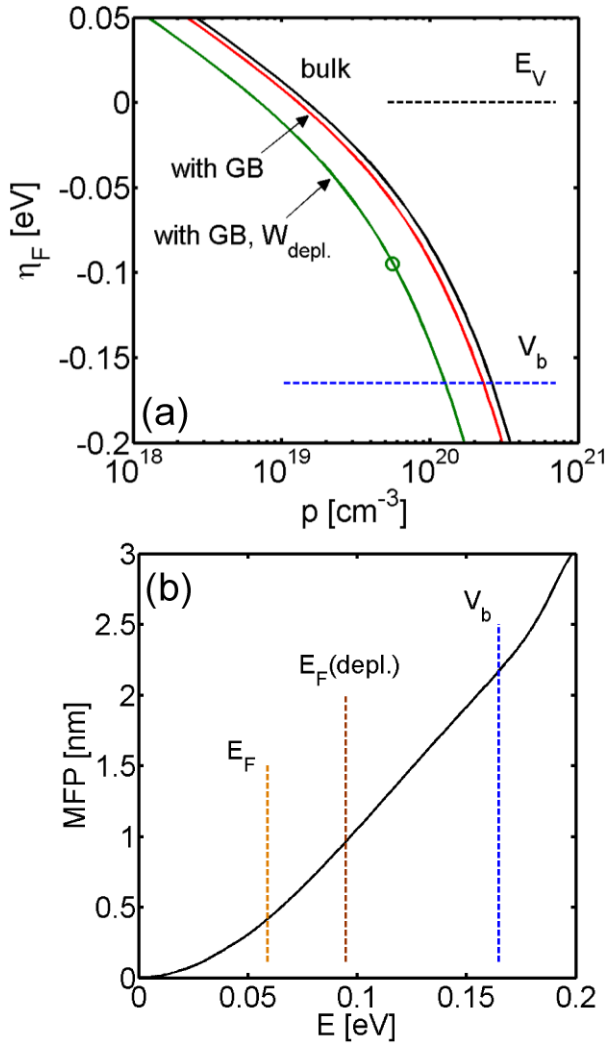 0.05
bulk
E_V
0
with GB
-0.05
η_F [eV]
with GB, W_depl.
-0.1
V_b
-0.15
(a)
-0.2
10^18
10^19
10^20
10^21
p [cm^-3]
3
(b)
V_b
2.5
E_F(depl.)
2
E_F
MFP [nm]
1.5
1
0.5
0
0
0.05
0.1
0.15
0.2
E [eV]